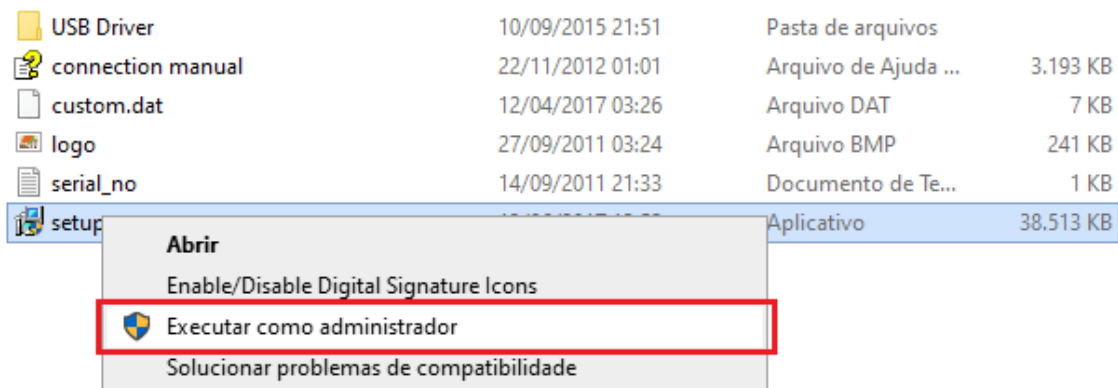 USB Driver 10/09/2015 21:51 Pasta de arquivos
connection manual 22/11/2012 01:01 Arquivo de Ajuda ... 3.193 KB
custom.dat 12/04/2017 03:26 Arquivo DAT 7 KB
logo 27/09/2011 03:24 Arquivo BMP 241 KB
serial_no 14/09/2011 21:33 Documento de Te... 1 KB
setup Aplicativo 38.513 KB
Abrir
Enable/Disable Digital Signature Icons
Executar como administrador
Solucionar problemas de compatibilidade